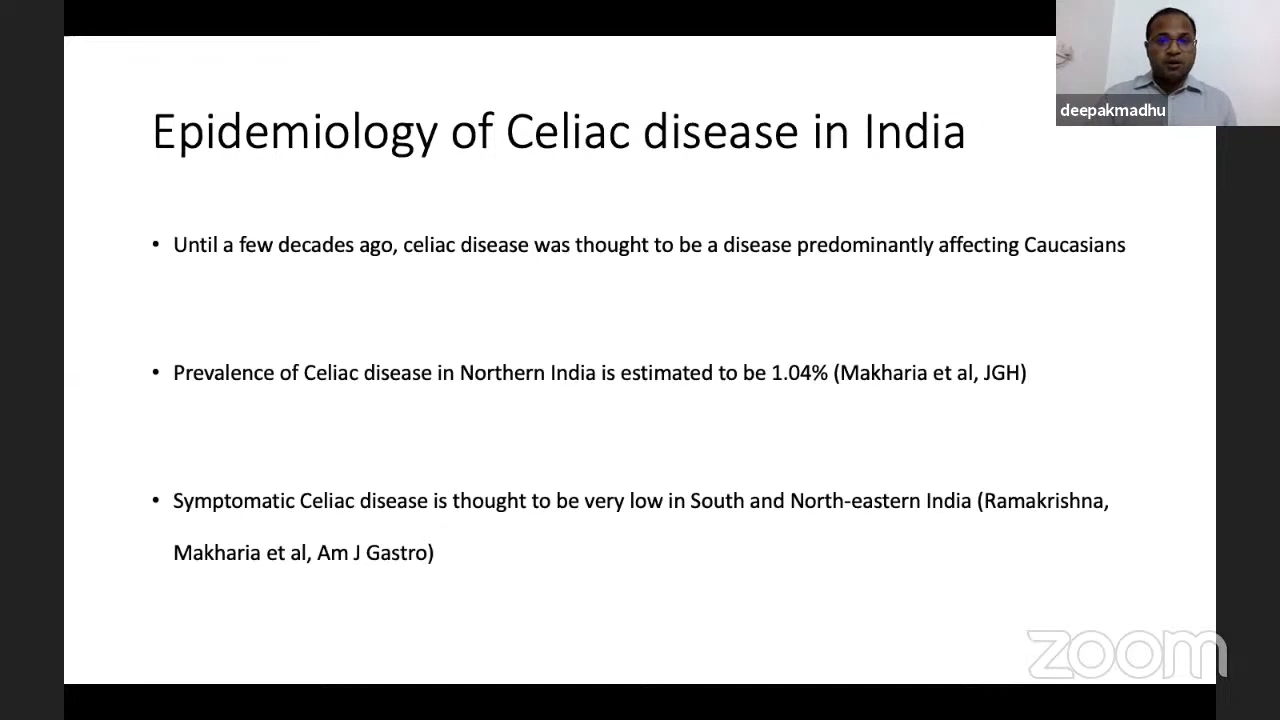 Epidemiology of Celiac disease in India
deepakmadhu
• Until a few decades ago, celiac disease was thought to be a disease predominantly affecting Caucasians
• Prevalence of Celiac disease in Northern India is estimated to be 1.04% (Makharia et al, JGH)
• Symptomatic Celiac disease is thought to be very low in South and North-eastern India (Ramakrishna,
Makharia et al, Am J Gastro)
zoom